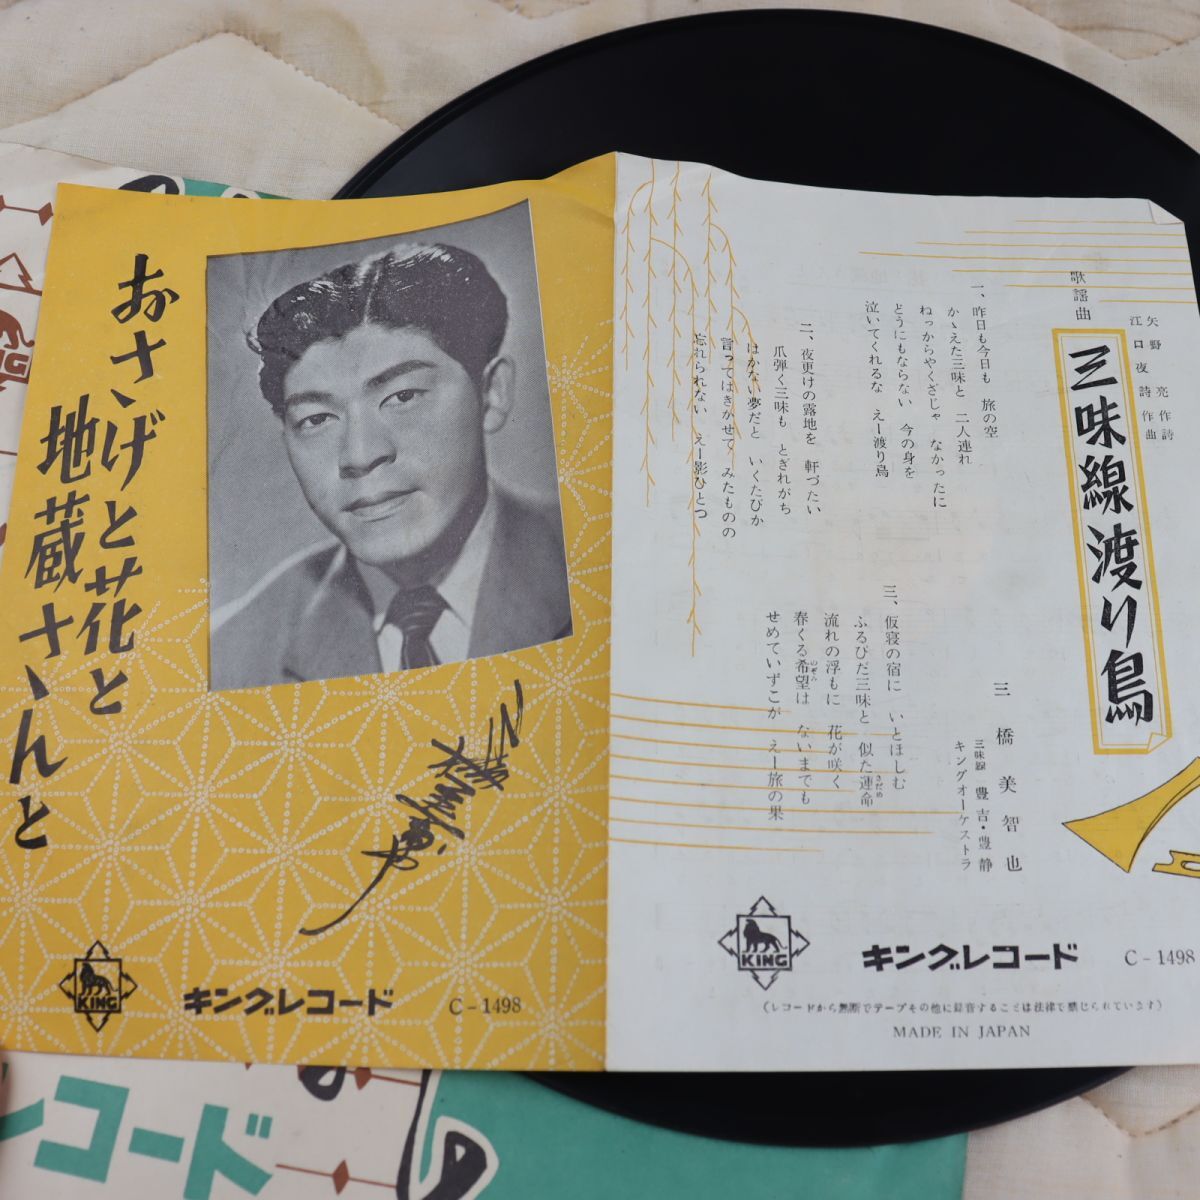 おさげと花と
地蔵さんと
三橋美智也
KING
キングレコード
C-1498
歌謡曲
矢野亮 作詩
江口夜詩 作曲
三味線渡り鳥
三橋美智也
三味線 豊吉・豊静
キングオーケストラ
一、昨日も今日も 旅の空
かゝえた三味と 二人連れ
ねっからやくざじゃ なかったに
どうにもならない 今の身を
泣いてくれるな えー渡り鳥
二、夜更けの露地を 軒づたい
爪弾く三味も とぎれがち
はかない夢だと いくたびか
言ってはきかせて みたものの
忘れられない えー影ひとつ
三、仮寝の宿に いとほしむ
ふるびだ三味と 似た運命
さだめ
流れの浮もに 花が咲く
春くる希望は ないまでも
のぞみ
せめていずこが えー旅の果
KING
キングレコード
C-1498
(レコードから無断でテープその他に録音することは法律で禁じられています)
MADE IN JAPAN
レコード